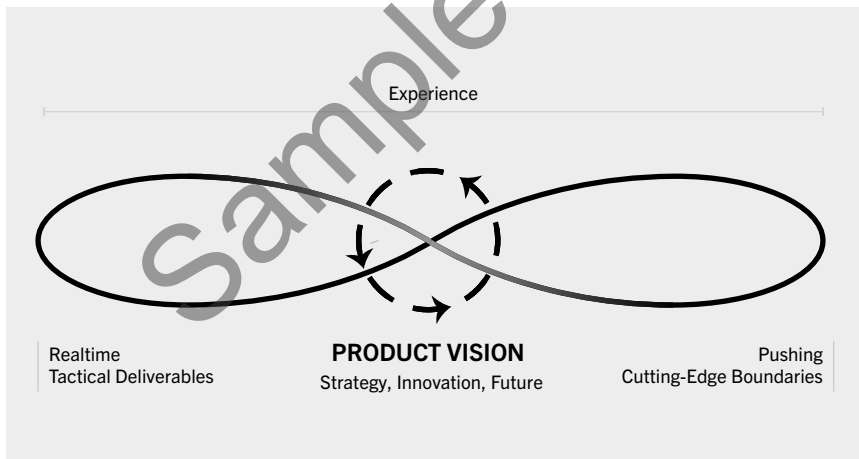 Sample
Experience
Realtime
Tactical Deliverables
PRODUCT VISION
Strategy, Innovation, Future
Pushing
Cutting-Edge Boundaries